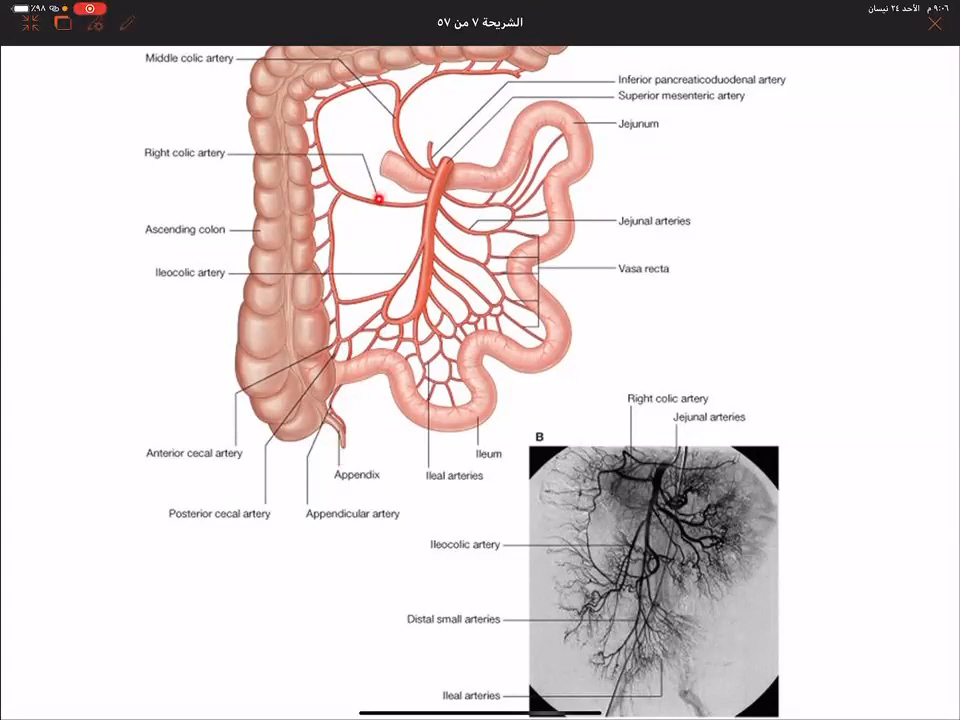 ٩:٠٦ م الأحد ٢٤ نيسان
٪٩٨
الشريحة ٧ من ٥٧
Middle colic artery
Inferior pancreaticoduodenal artery
Superior mesenteric artery
Jejunum
Right colic artery
Jejunal arteries
Ascending colon
Vasa recta
Ileocolic artery
Right colic artery
Jejunal arteries
B
Anterior cecal artery
Ileum
Appendix
Ileal arteries
Posterior cecal artery
Appendicular artery
Ileocolic artery
Distal small arteries
Ileal arteries